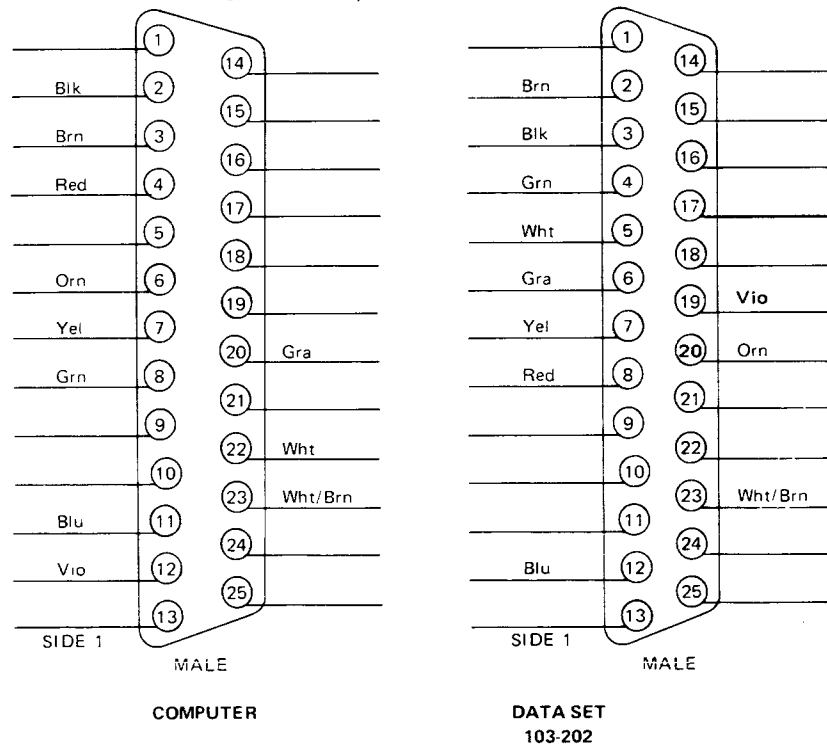 1
14
Blk 2
15
Brn 3
16
Red 4
17
5
18
Orn 6
19
Yel 7
20 Gra
Grn 8
21
9
22 Wht
10
23 Wht/Brn
Blu 11
24
Vio 12
25
13
SIDE 1
MALE
COMPUTER
1
14
Brn 2
15
Blk 3
16
Grn 4
17
Wht 5
18
Gra 6
19 Vio
Yel 7
20 Orn
Red 8
21
9
22
10
23 Wht/Brn
11
24
Blu 12
25
13
SIDE 1
MALE
DATA SET
103-202